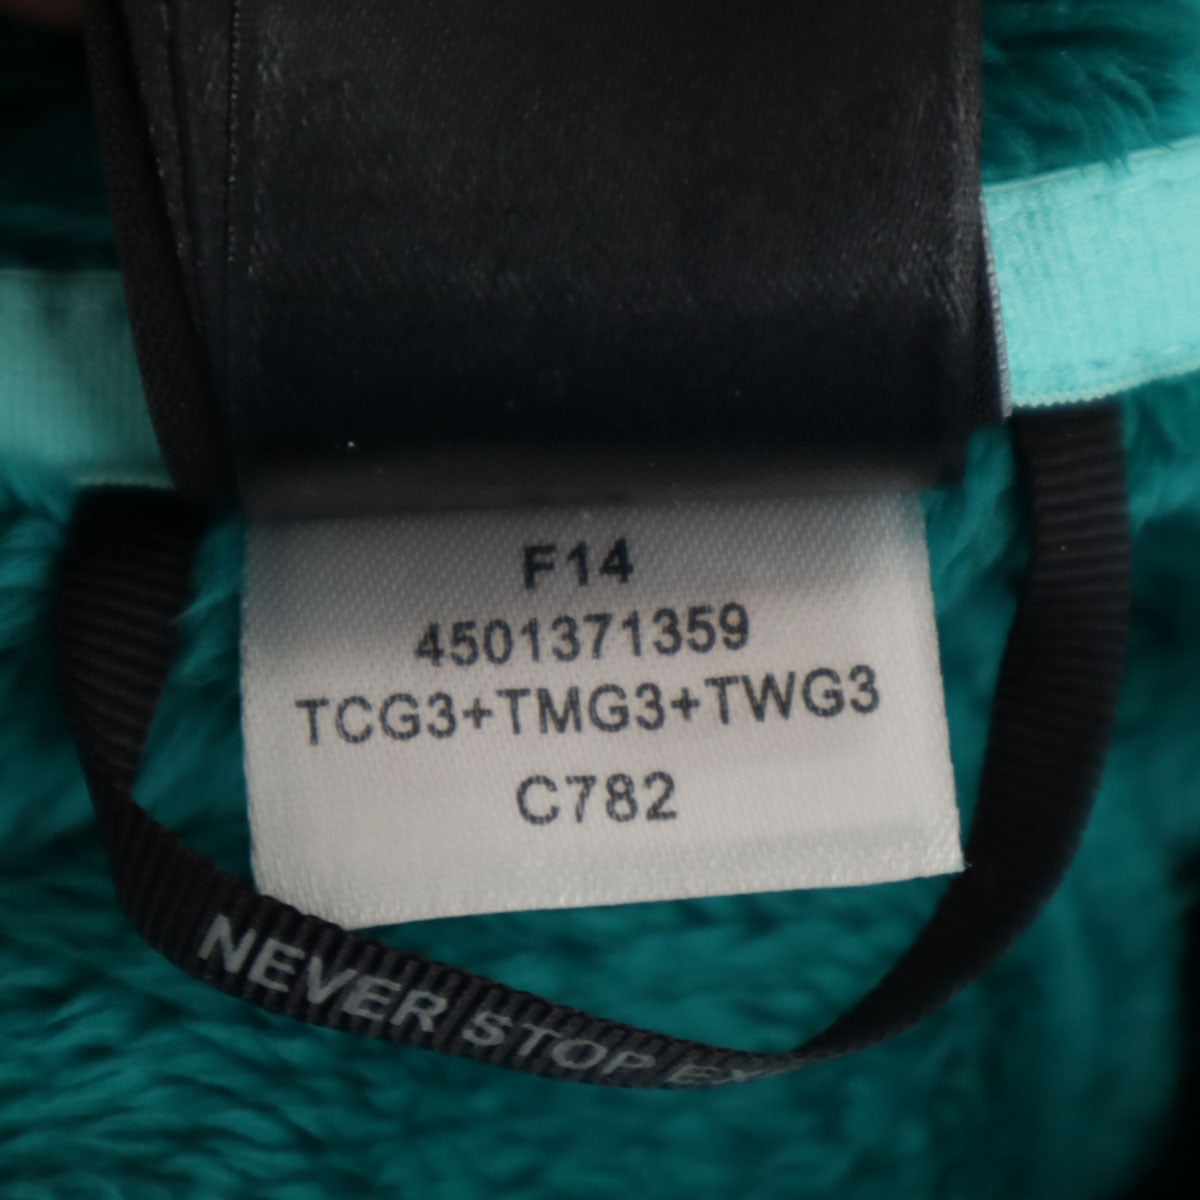 F14
4501371359
TCG3+TMG3+TWG3
C782
NEVER STOP